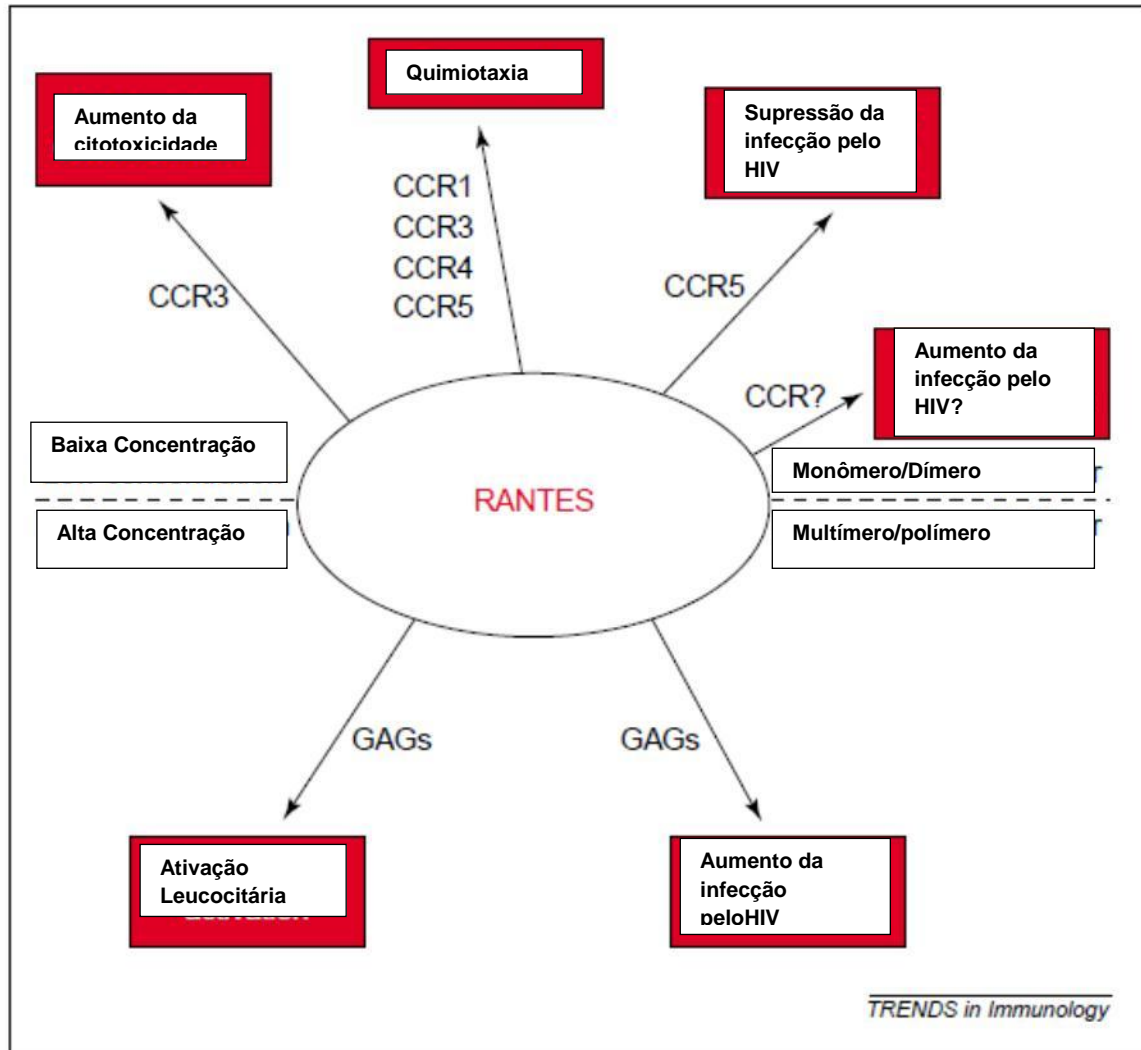 Quimiotaxia
Aumento da
citotoxicidade
Supressão da
infecção pelo
HIV
CCR1
CCR3
CCR4
CCR5
CCR3
CCR5
Aumento da
infecção pelo
HIV?
CCR?
Baixa Concentração
Monômero/Dímero
r
RANTES
Alta Concentração
Multímero/polímero
r
GAGs
GAGs
Ativação
Leucocitária
Aumento da
infecção
peloHIV
TRENDS in Immunology